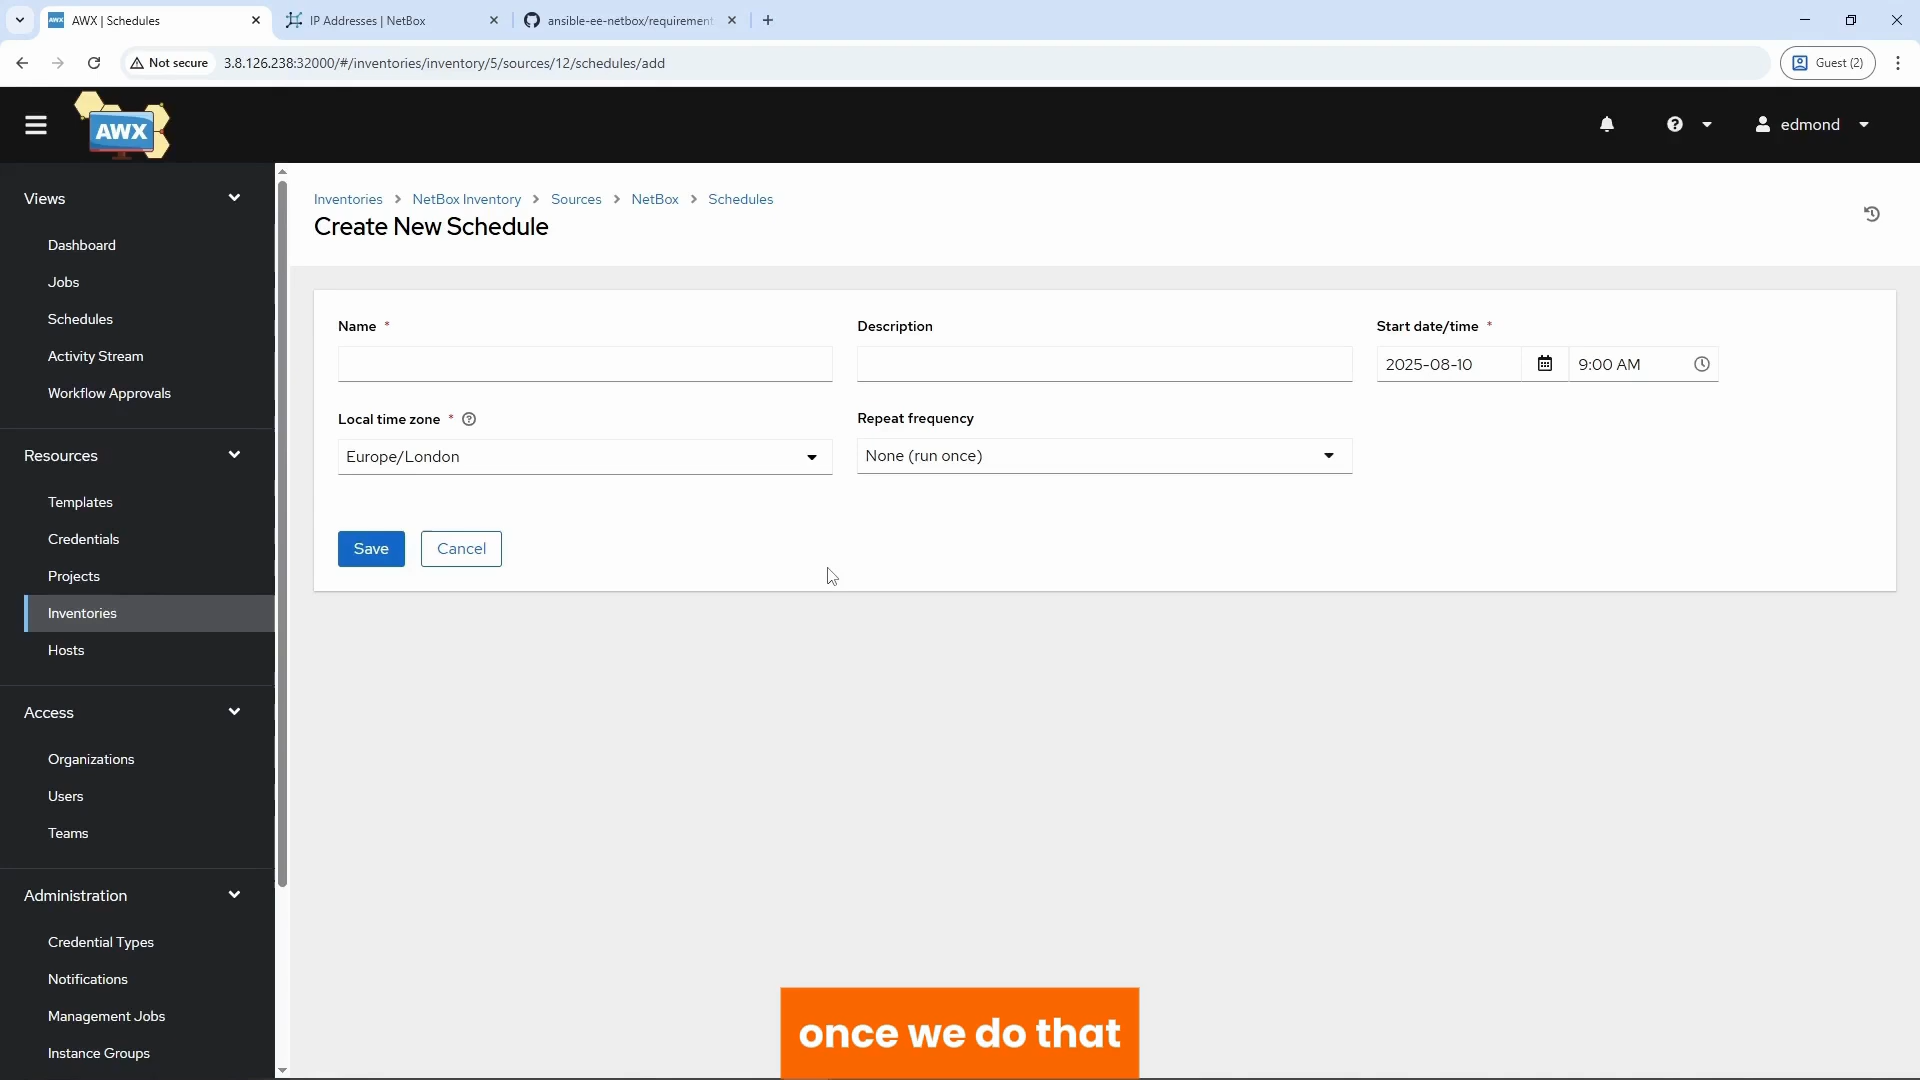 AWX | Schedules
IP Addresses | NetBox
ansible-ee-netbox/requirement
Not secure
3.8.126.238:32000/#/inventories/inventory/5/sources/12/schedules/add
Guest (2)
AWX
edmond
Views
Dashboard
Jobs
Schedules
Activity Stream
Workflow Approvals
Resources
Templates
Credentials
Projects
Inventories
Hosts
Access
Organizations
Users
Teams
Administration
Credential Types
Notifications
Management Jobs
Instance Groups
Inventories > NetBox Inventory > Sources > NetBox > Schedules
Create New Schedule
Name *
Description
Start date/time *
2025-08-10
9:00 AM
Local time zone *
Repeat frequency
Europe/London
None (run once)
Save
Cancel
once we do that